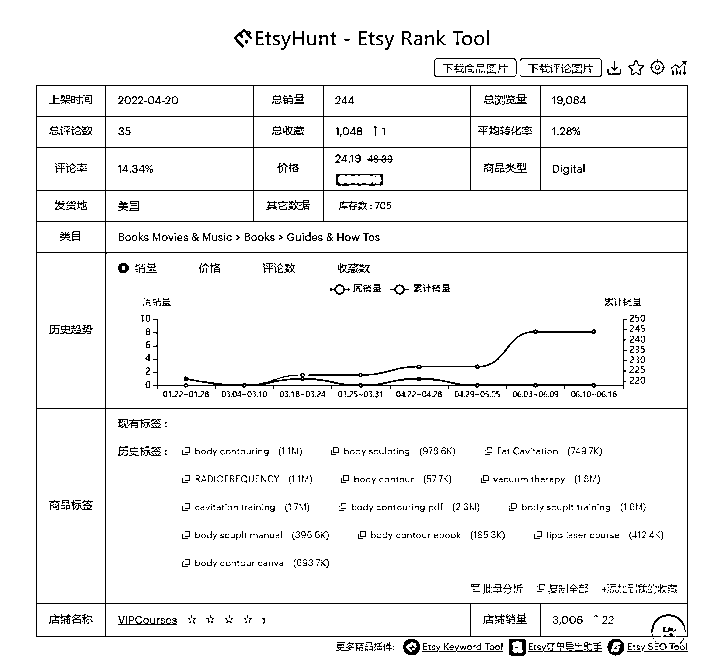 EtsyHunt - Etsy Rank Tool
下载商品图片 下载评论图片
上架时间 2022-04-20 总销量 244 总浏览量 19,064
总评论数 35 总收藏 1,048 ↑ 1 平均转化率 1.28%
评论率 14.34% 价格 24.19 商品类型 Digital
发货地 美国 其它数据 库存数 : 705
类目 Books Movies & Music > Books > Guides & How Tos
历史趋势
销量 价格 评论数 收藏数
周销量 累计销量
周销量 累计销量
10 8 6 4 2 0
250 245 240 235 230 225 220
01.22~01.28 03.04~03.10 03.18~03.24 03.25~03.31 04.22~04.28 04.29~05.05 06.03~06.09 06.10~06.16
商品标签
现有标签 :
历史标签 : body contouring (1.1M) body sculpting (978.6K) Fat Cavitation (749.7K)
RADIOFREQUENCY (1.1M) body contour (57.7K) vacuum therapy (1.8M)
cavitation training (1.7M) body contouring pdf (2.3M) body sculpt training (1.8M)
body sculpt manual (396.6K) body contour ebook (185.3K) lipo laser course (412.4K)
body contour canva (693.7K)
批量分析 复制全部 +添加到我的收藏
店铺名称 VIPCourses 店铺销量 3,006 ↑ 22
更多精品插件: Etsy Keyword Tool Etsy订单导出助手 Etsy SEO Tool